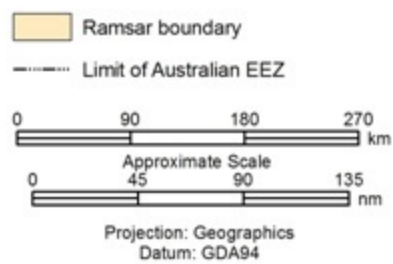 Ramsar boundary
Limit of Australian EEZ
0 90 180 270
km
Approximate Scale
0 45 90 135
nm
Projection: Geographics
Datum: GDA94